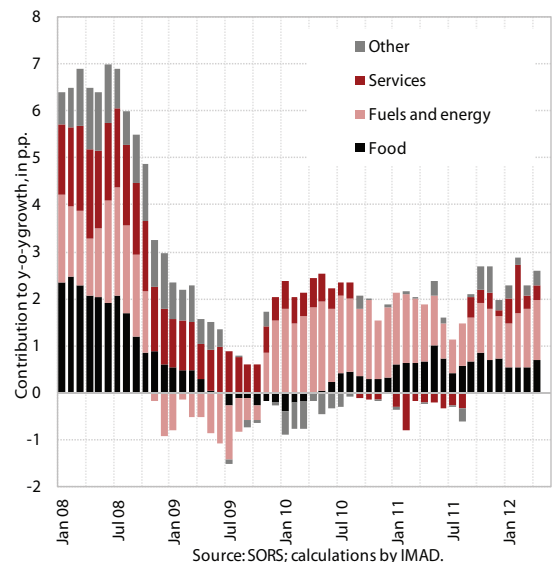 Contribution to y-o-y growth, in p.p.
8
7
6
5
4
3
2
1
0
-1
-2
Other
Services
Fuels and energy
Food
Jan 08
Jul 08
Jan 09
Jul 09
Jan 10
Jul 10
Jan 11
Jul 11
Jan 12
Source: SORS; calculations by IMAD.